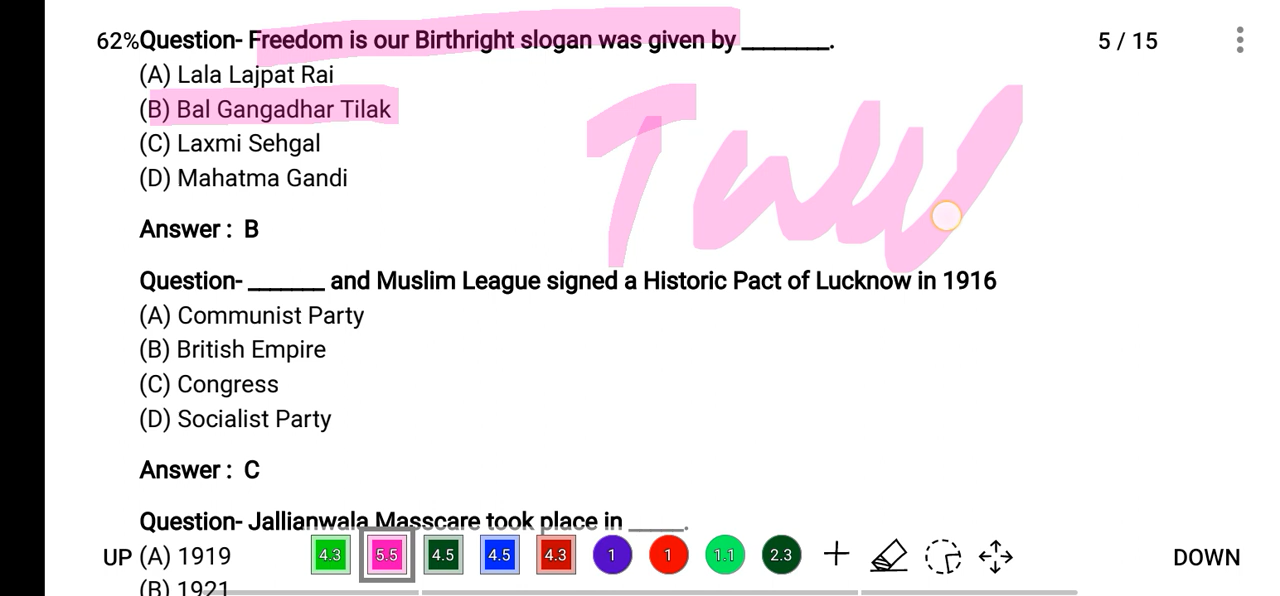 62%Question- Freedom is our Birthright slogan was given by ________.
5 / 15
(A) Lala Lajpat Rai
(B) Bal Gangadhar Tilak
(C) Laxmi Sehgal
(D) Mahatma Gandi
Answer : B
Question- _______ and Muslim League signed a Historic Pact of Lucknow in 1916
(A) Communist Party
(B) British Empire
(C) Congress
(D) Socialist Party
Answer : C
Question- Jallianwala Masscare took place in _____.
UP (A) 1919
4.3 5.5 4.5 4.5 4.3 1 1 1.1 2.3
DOWN
(B) 1921